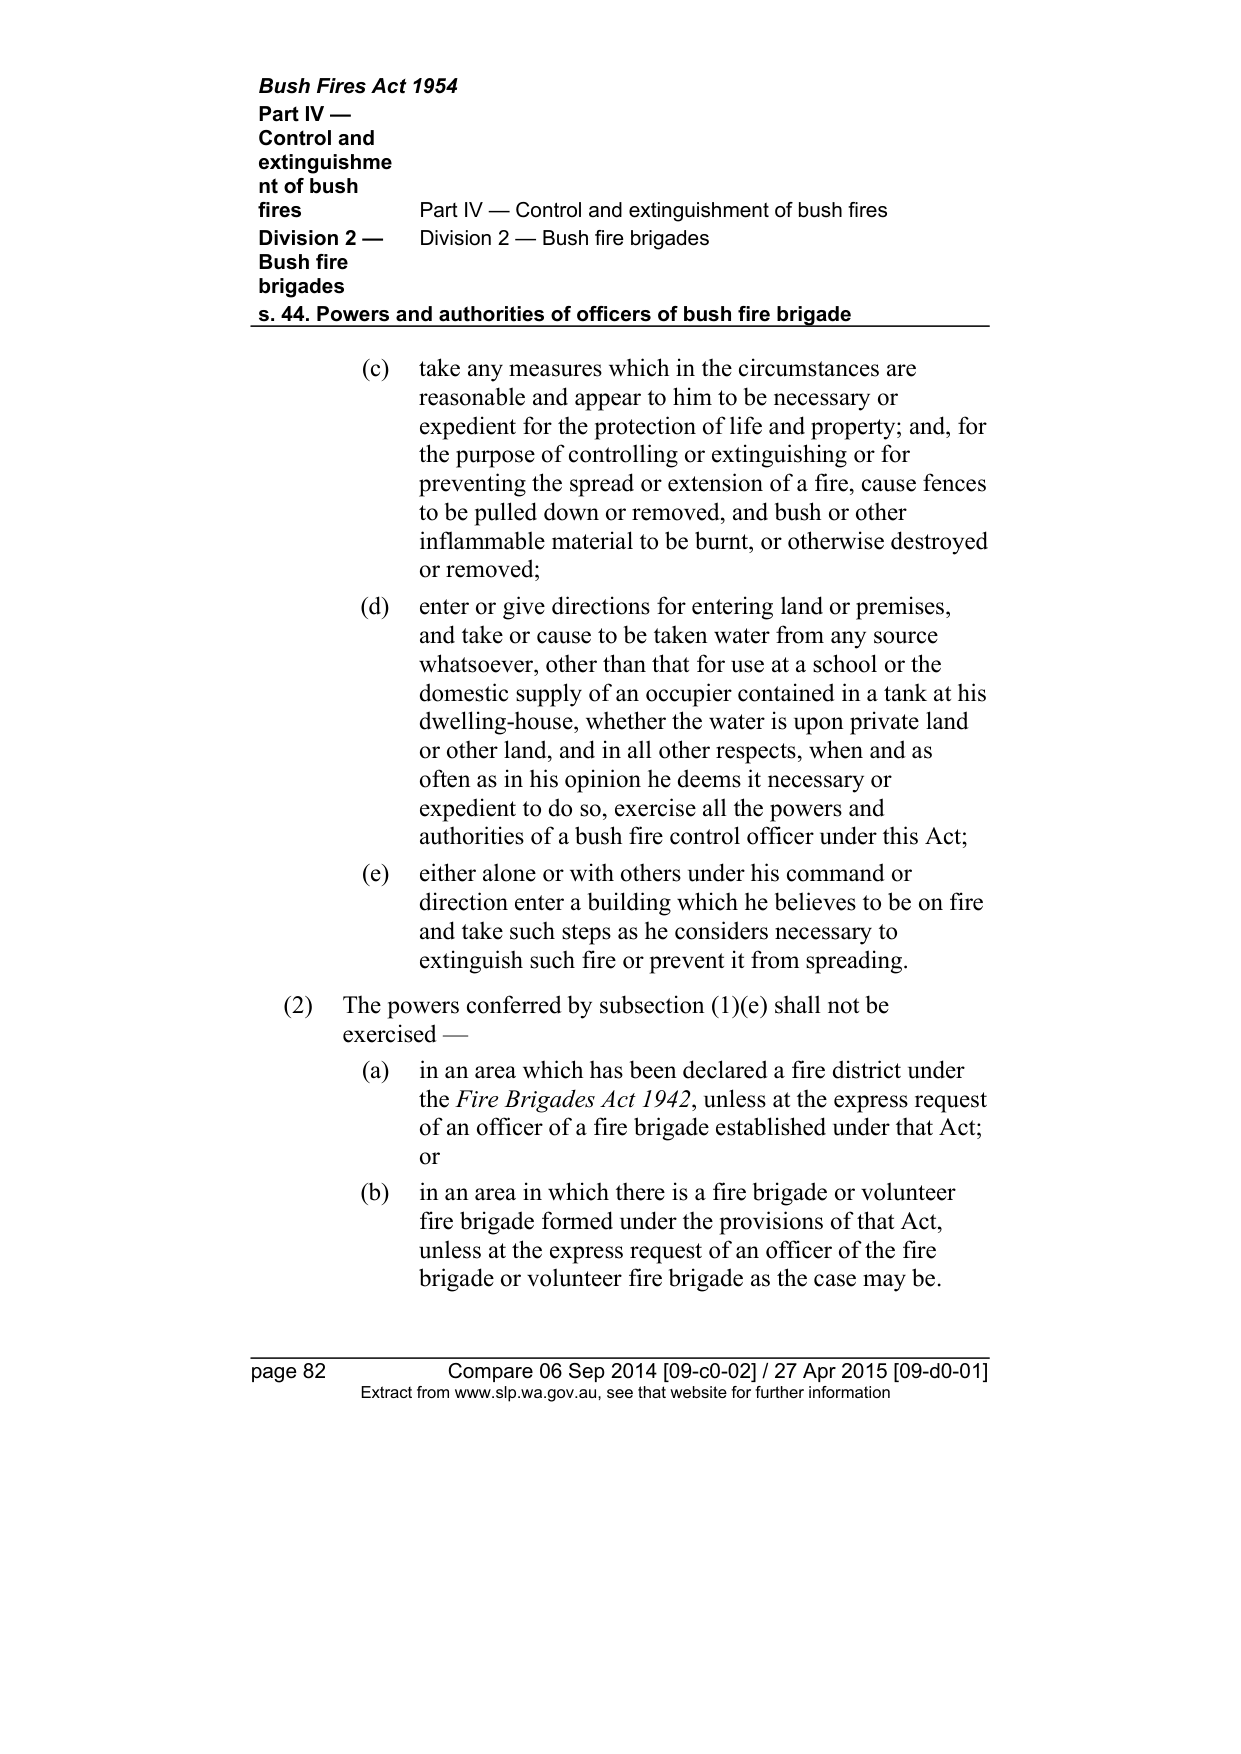 Bush Fires Act 1954
Part IV —
Control and
extinguishme
nt of bush
fires
Part IV — Control and extinguishment of bush fires
Division 2 —
Bush fire
brigades
Division 2 — Bush fire brigades
s. 44. Powers and authorities of officers of bush fire brigade
(c) take any measures which in the circumstances are
reasonable and appear to him to be necessary or
expedient for the protection of life and property; and, for
the purpose of controlling or extinguishing or for
preventing the spread or extension of a fire, cause fences
to be pulled down or removed, and bush or other
inflammable material to be burnt, or otherwise destroyed
or removed;
(d) enter or give directions for entering land or premises,
and take or cause to be taken water from any source
whatsoever, other than that for use at a school or the
domestic supply of an occupier contained in a tank at his
dwelling-house, whether the water is upon private land
or other land, and in all other respects, when and as
often as in his opinion he deems it necessary or
expedient to do so, exercise all the powers and
authorities of a bush fire control officer under this Act;
(e) either alone or with others under his command or
direction enter a building which he believes to be on fire
and take such steps as he considers necessary to
extinguish such fire or prevent it from spreading.
(2) The powers conferred by subsection (1)(e) shall not be
exercised —
(a) in an area which has been declared a fire district under
the Fire Brigades Act 1942, unless at the express request
of an officer of a fire brigade established under that Act;
or
(b) in an area in which there is a fire brigade or volunteer
fire brigade formed under the provisions of that Act,
unless at the express request of an officer of the fire
brigade or volunteer fire brigade as the case may be.
page 82 Compare 06 Sep 2014 [09-c0-02] / 27 Apr 2015 [09-d0-01]
Extract from www.slp.wa.gov.au, see that website for further information